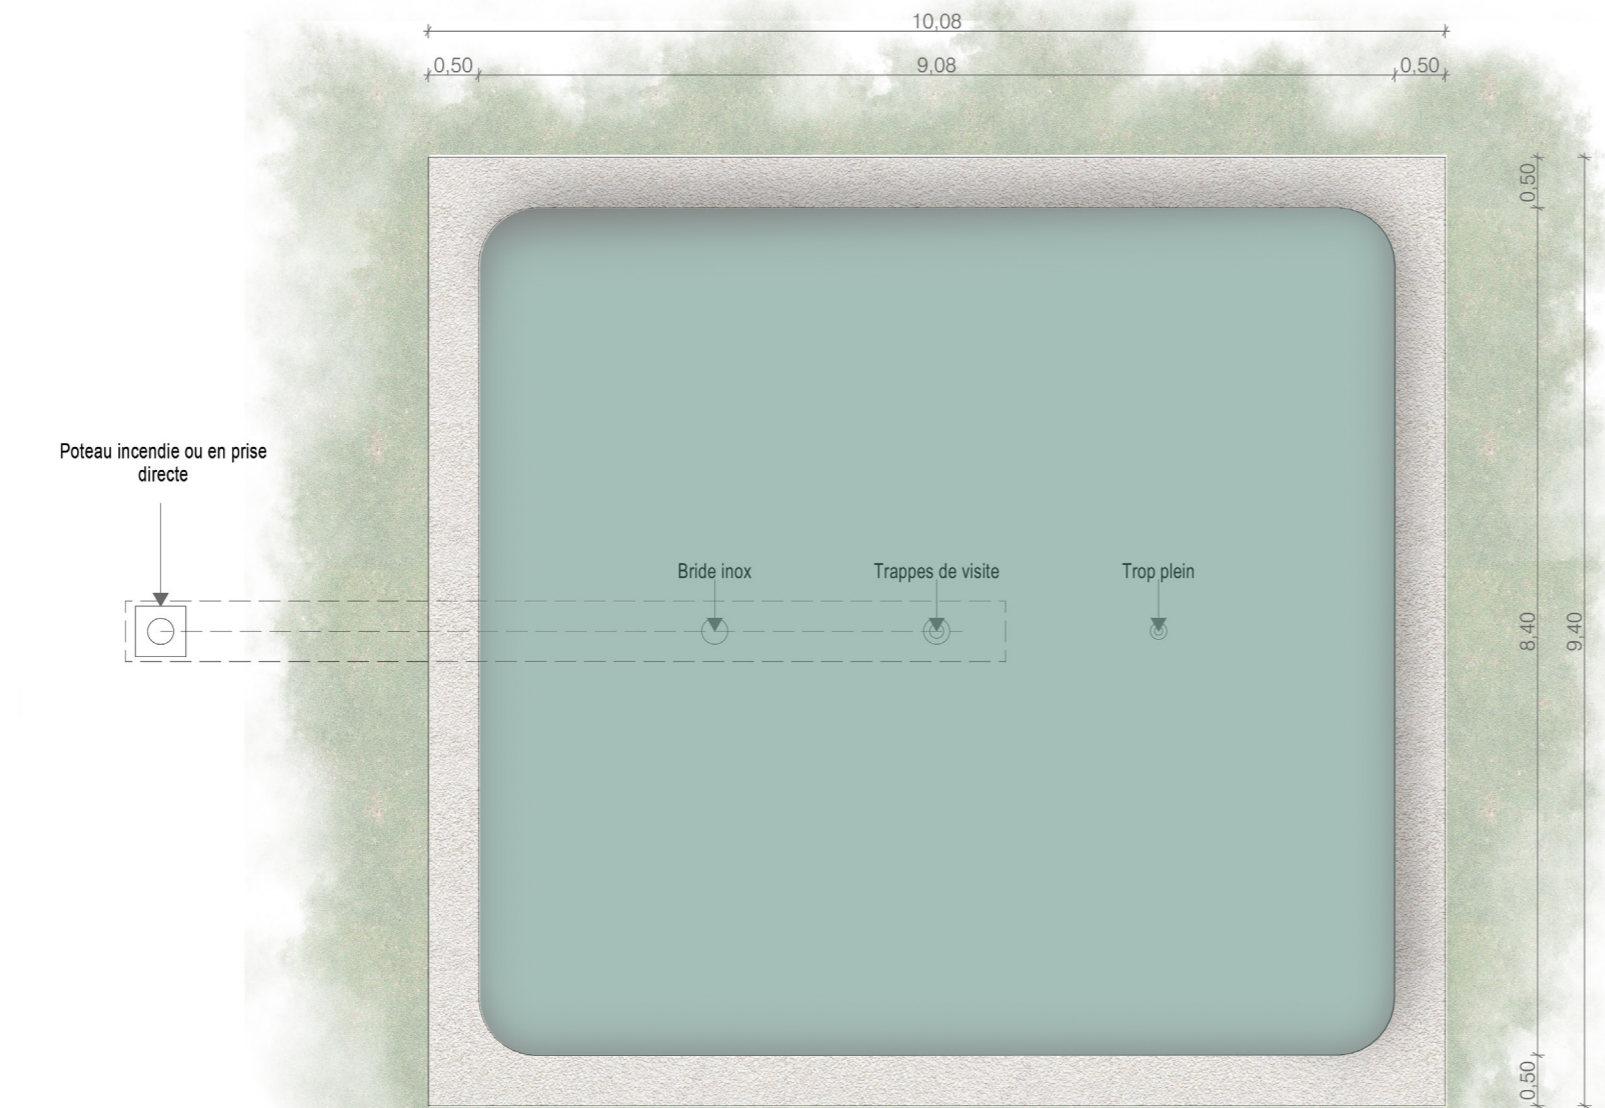 10,08
0,50
9,08
0,50
0,50
Poteau incendie ou en prise
directe
Bride inox
Trappes de visite
Trop plein
8,40
9,40
0,50